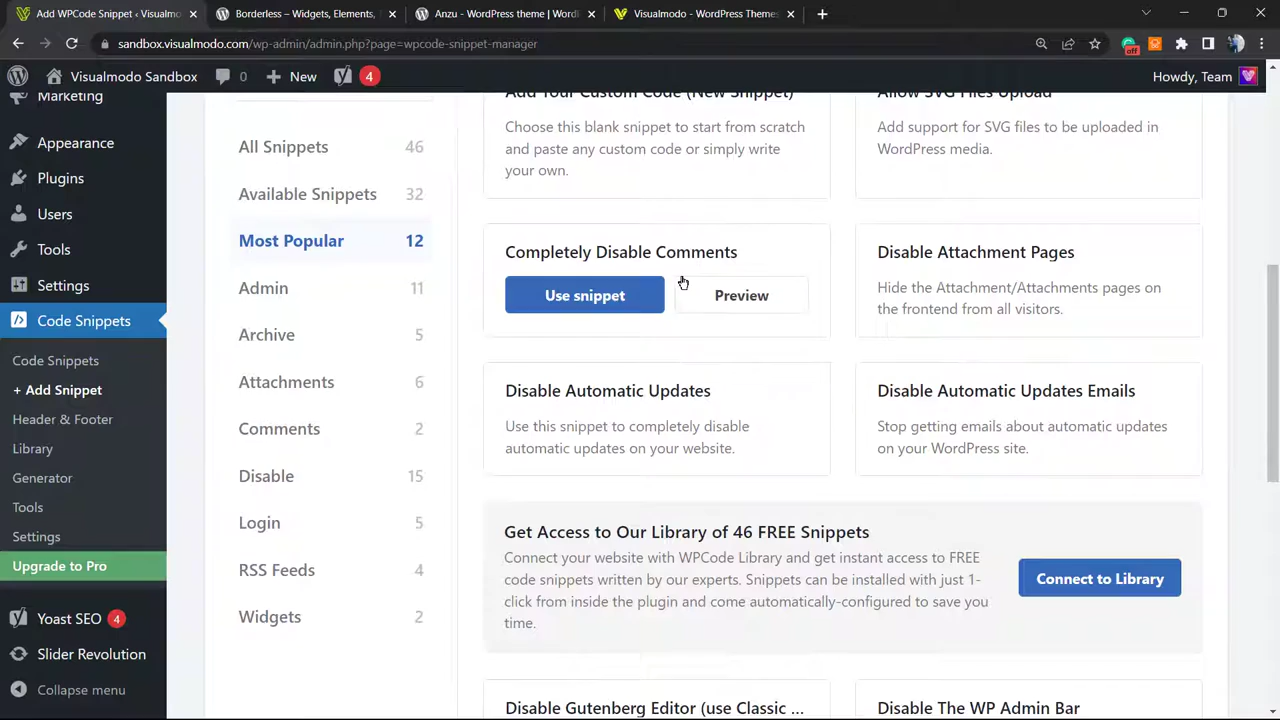 Add WPCode Snippet ‹ Visualmo
Borderless – Widgets, Elements,
Anzu - WordPress theme | Word
Visualmodo - WordPress Themes
sandbox.visualmodo.com/wp-admin/admin.php?page=wpcode-snippet-manager
off
Visualmodo Sandbox
0
New
4
Howdy, Team
Marketing
Appearance
Plugins
Users
Tools
Settings
Code Snippets
Code Snippets
+ Add Snippet
Header & Footer
Library
Generator
Tools
Settings
Upgrade to Pro
Yoast SEO 4
Slider Revolution
Collapse menu
All Snippets 46
Available Snippets 32
Most Popular 12
Admin 11
Archive 5
Attachments 6
Comments 2
Disable 15
Login 5
RSS Feeds 4
Widgets 2
Add Your Custom Code (New Snippet)
Choose this blank snippet to start from scratch
and paste any custom code or simply write
your own.
Allow SVG Files Upload
Add support for SVG files to be uploaded in
WordPress media.
Completely Disable Comments
Use snippet
Preview
Disable Attachment Pages
Hide the Attachment/Attachments pages on
the frontend from all visitors.
Disable Automatic Updates
Use this snippet to completely disable
automatic updates on your website.
Disable Automatic Updates Emails
Stop getting emails about automatic updates
on your WordPress site.
Get Access to Our Library of 46 FREE Snippets
Connect your website with WPCode Library and get instant access to FREE
code snippets written by our experts. Snippets can be installed with just 1-
click from inside the plugin and come automatically-configured to save you
time.
Connect to Library
Disable Gutenberg Editor (use Classic ...
Disable The WP Admin Bar